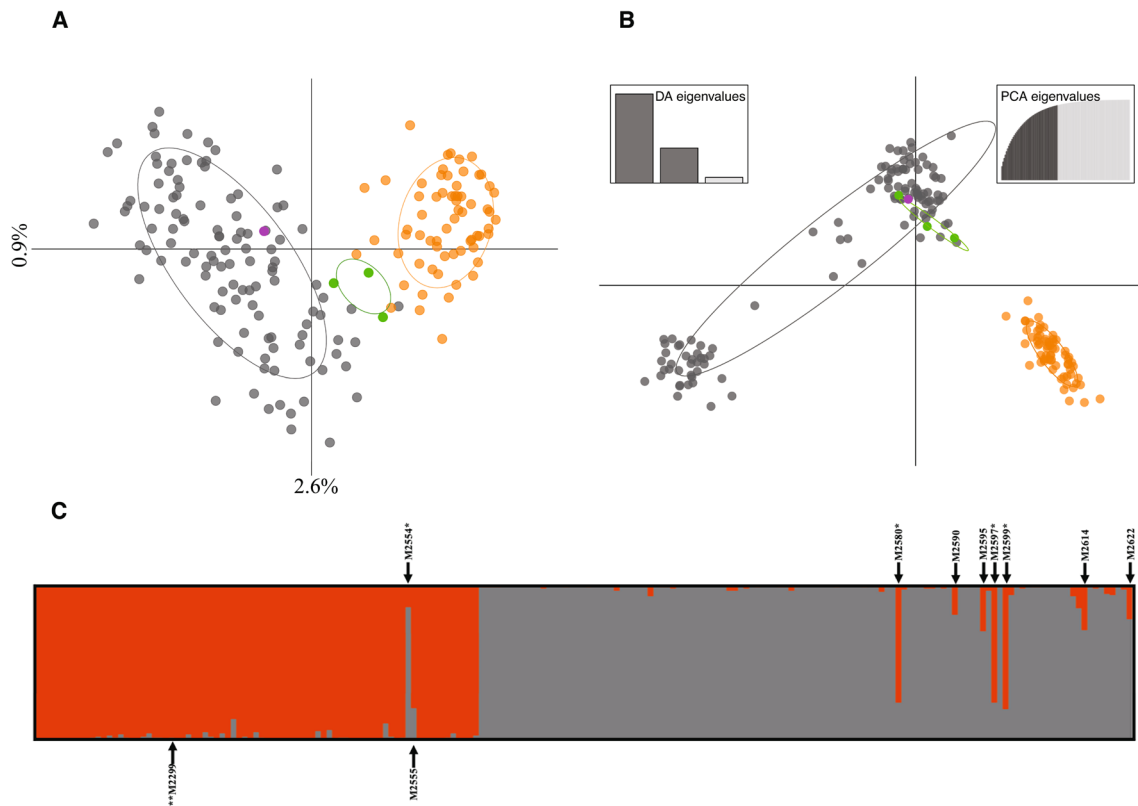 A
B
DA eigenvalues
PCA eigenvalues
0.9%
2.6%
C
M2554*
M2580*
M2590
M2595
M2597*
M2599*
M2614
M2622
**M2299
M2555